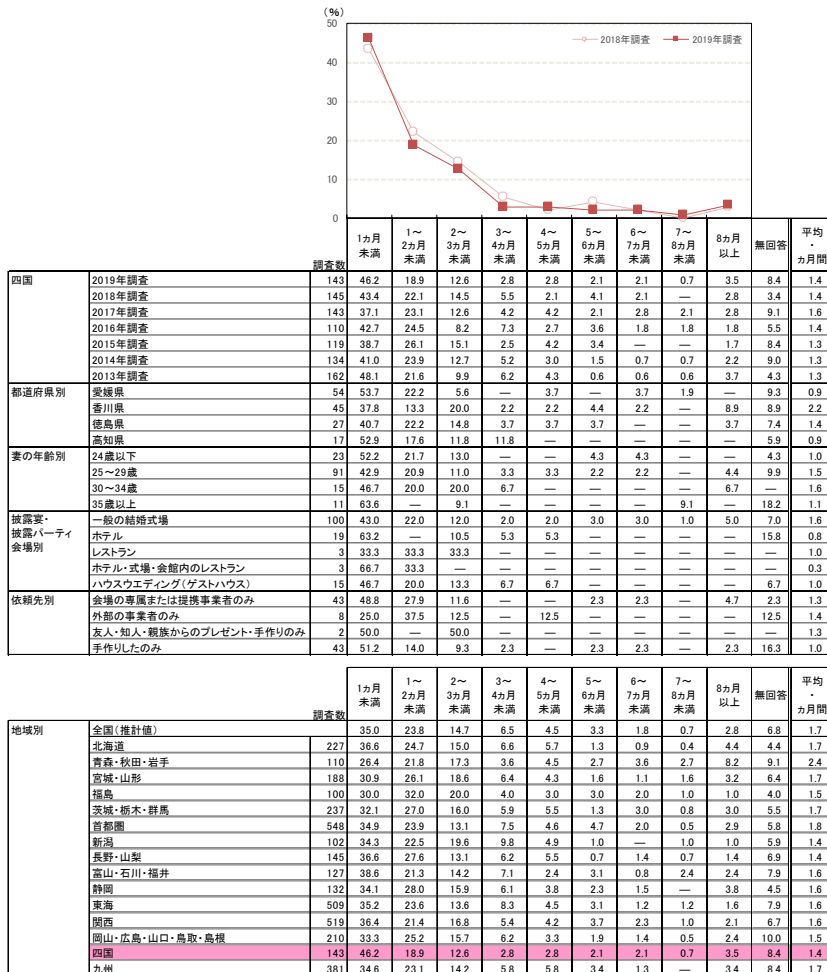 (%)
50
40
30
20
10
0
2018年調査 2019年調査
調査数 1ヵ月未満 1～2ヵ月未満 2～3ヵ月未満 3～4ヵ月未満 4～5ヵ月未満 5～6ヵ月未満 6～7ヵ月未満 7～8ヵ月未満 8ヵ月以上 無回答 平均・ヵ月間
四国 2019年調査 143 46.2 18.9 12.6 2.8 2.8 2.1 2.1 0.7 3.5 8.4 1.4
2018年調査 145 43.4 22.1 14.5 5.5 2.1 4.1 2.1 — 2.8 3.4 1.4
2017年調査 143 37.1 23.1 12.6 4.2 4.2 2.1 2.8 2.1 2.8 9.1 1.6
2016年調査 110 42.7 24.5 8.2 7.3 2.7 3.6 1.8 1.8 1.8 5.5 1.4
2015年調査 119 38.7 26.1 15.1 2.5 4.2 3.4 — — 1.7 8.4 1.3
2014年調査 134 41.0 23.9 12.7 5.2 3.0 1.5 0.7 0.7 2.2 9.0 1.3
2013年調査 162 48.1 21.6 9.9 6.2 4.3 0.6 0.6 0.6 3.7 4.3 1.3
都道府県別 愛媛県 54 53.7 22.2 5.6 — 3.7 — 3.7 1.9 — 9.3 0.9
香川県 45 37.8 13.3 20.0 2.2 2.2 4.4 2.2 — 8.9 8.9 2.2
徳島県 27 40.7 22.2 14.8 3.7 3.7 3.7 — — 3.7 7.4 1.4
高知県 17 52.9 17.6 11.8 11.8 — — — — — 5.9 0.9
妻の年齢別 24歳以下 23 52.2 21.7 13.0 — — 4.3 4.3 — — 4.3 1.0
25～29歳 91 42.9 20.9 11.0 3.3 3.3 2.2 2.2 — 4.4 9.9 1.5
30～34歳 15 46.7 20.0 20.0 6.7 — — — — 6.7 — 1.6
35歳以上 11 63.6 — 9.1 — — — — 9.1 — 18.2 1.1
披露宴・披露パーティ会場別 一般の結婚式場 100 43.0 22.0 12.0 2.0 2.0 3.0 3.0 1.0 5.0 7.0 1.6
ホテル 19 63.2 — 10.5 5.3 5.3 — — — — 15.8 0.8
レストラン 3 33.3 33.3 33.3 — — — — — — — 1.0
ホテル・式場・会館内のレストラン 3 66.7 33.3 — — — — — — — — 0.3
ハウスウエディング(ゲストハウス) 15 46.7 20.0 13.3 6.7 6.7 — — — — 6.7 1.0
依頼先別 会場の専属または提携事業者のみ 43 48.8 27.9 11.6 — — 2.3 2.3 — 4.7 2.3 1.3
外部の事業者のみ 8 25.0 37.5 12.5 — 12.5 — — — — 12.5 1.4
友人・知人・親族からのプレゼント・手作りのみ 2 50.0 — 50.0 — — — — — — — 1.3
手作りしたのみ 43 51.2 14.0 9.3 2.3 — 2.3 2.3 — 2.3 16.3 1.0
調査数 1ヵ月未満 1～2ヵ月未満 2～3ヵ月未満 3～4ヵ月未満 4～5ヵ月未満 5～6ヵ月未満 6～7ヵ月未満 7～8ヵ月未満 8ヵ月以上 無回答 平均・ヵ月間
地域別 全国(推計値) 35.0 23.8 14.7 6.5 4.5 3.3 1.8 0.7 2.8 6.8 1.7
北海道 227 36.6 24.7 15.0 6.6 5.7 1.3 0.9 0.4 4.4 4.4 1.7
青森・秋田・岩手 110 26.4 21.8 17.3 3.6 4.5 2.7 3.6 2.7 8.2 9.1 2.4
宮城・山形 188 30.9 26.1 18.6 6.4 4.3 1.6 1.1 1.6 3.2 6.4 1.7
福島 100 30.0 32.0 20.0 4.0 3.0 3.0 2.0 1.0 1.0 4.0 1.5
茨城・栃木・群馬 237 32.1 27.0 16.0 5.9 5.5 1.3 3.0 0.8 3.0 5.5 1.7
首都圏 548 34.9 23.9 13.1 7.5 4.6 4.7 2.0 0.5 2.9 5.8 1.8
新潟 102 34.3 22.5 19.6 9.8 4.9 1.0 — 1.0 1.0 5.9 1.4
長野・山梨 145 36.6 27.6 13.1 6.2 5.5 0.7 1.4 0.7 1.4 6.9 1.4
富山・石川・福井 127 38.6 21.3 14.2 7.1 2.4 3.1 0.8 2.4 2.4 7.9 1.6
静岡 132 34.1 28.0 15.9 6.1 3.8 2.3 1.5 — 3.8 4.5 1.6
東海 509 35.2 23.6 13.6 8.3 4.5 3.1 1.2 1.2 1.6 7.9 1.6
関西 519 36.4 21.4 16.8 5.4 4.2 3.7 2.3 1.0 2.1 6.7 1.6
岡山・広島・山口・鳥取・島根 210 33.3 25.2 15.7 6.2 3.3 1.9 1.4 0.5 2.4 10.0 1.5
四国 143 46.2 18.9 12.6 2.8 2.8 2.1 2.1 0.7 3.5 8.4 1.4
九州 381 34.6 23.1 14.2 5.8 5.8 3.4 1.3 — 3.4 8.4 1.7